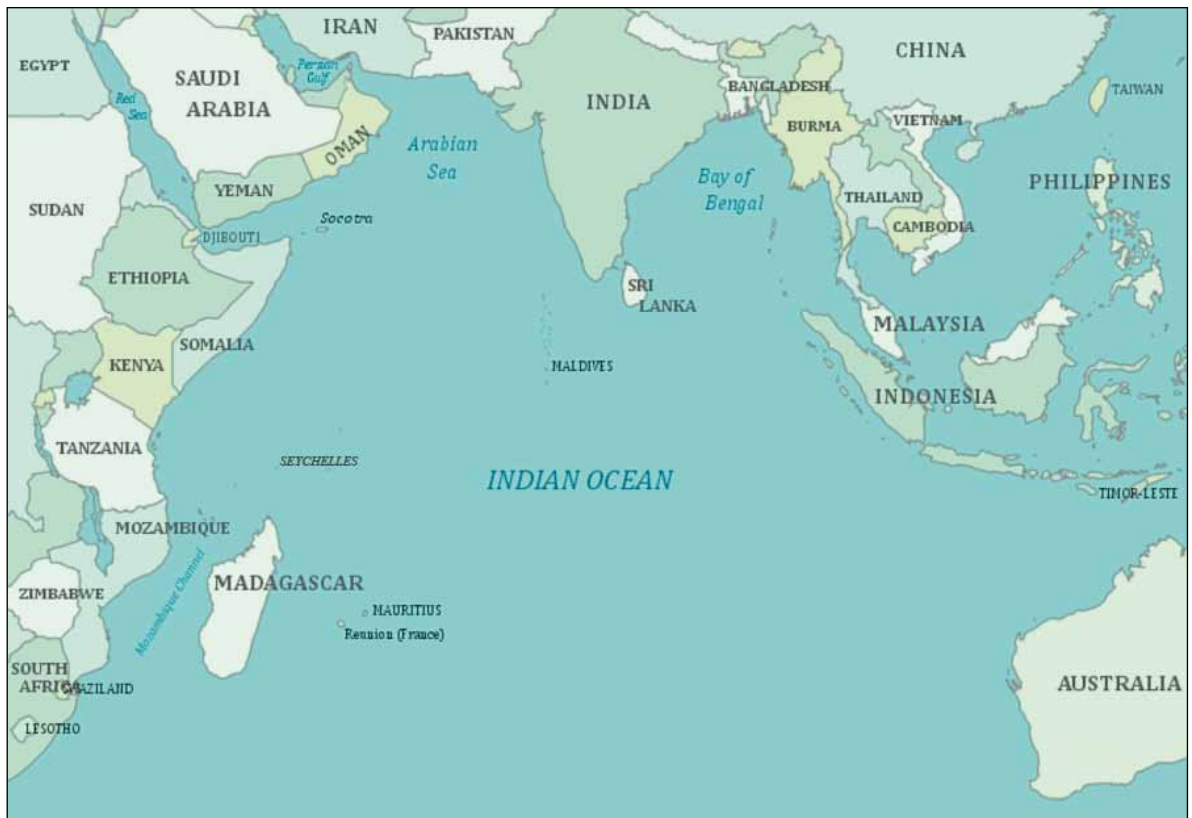 IRAN
PAKISTAN
CHINA
EGYPT
SAUDI
ARABIA
Persian
Gulf
Red
Sea
INDIA
BANGLADESH
TAIWAN
BURMA
VIETNAM
OMAN
Arabian
Sea
YEMAN
Bay of
Bengal
PHILIPPINES
THAILAND
SUDAN
Socotra
DJIBOUTI
CAMBODIA
ETHIOPIA
SRI
LANKA
MALAYSIA
SOMALIA
KENYA
MALDIVES
INDONESIA
TANZANIA
SEYCHELLES
INDIAN OCEAN
TIMOR-LESTE
MOZAMBIQUE
Mozambique Channel
MADAGASCAR
ZIMBABWE
MAURITIUS
Reunion (France)
SOUTH
AFRICA
SWAZILAND
AUSTRALIA
LESOTHO